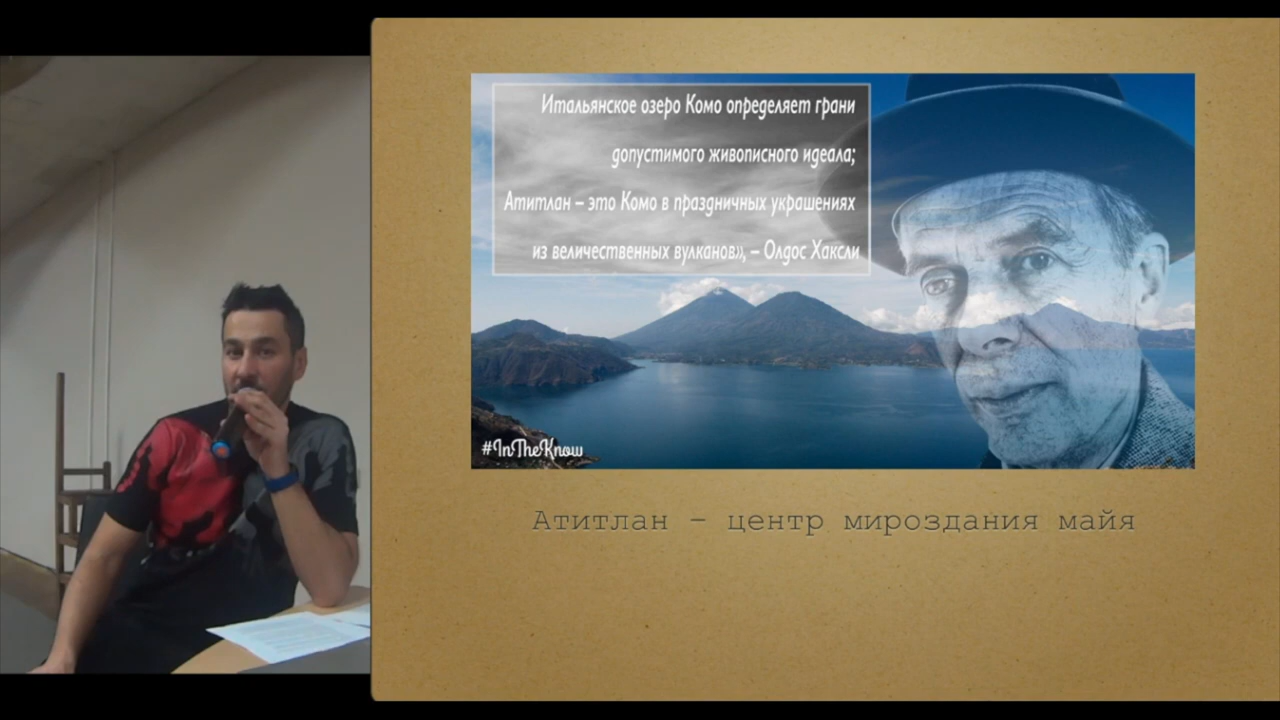 Итальянское озеро Комо определяет грани
допустимого живописного идеала;
Атитлан – это Комо в праздничных украшениях
из величественных вулканов», – Олдос Хаксли
#InTheKnow
Атитлан – центр мироздания майя